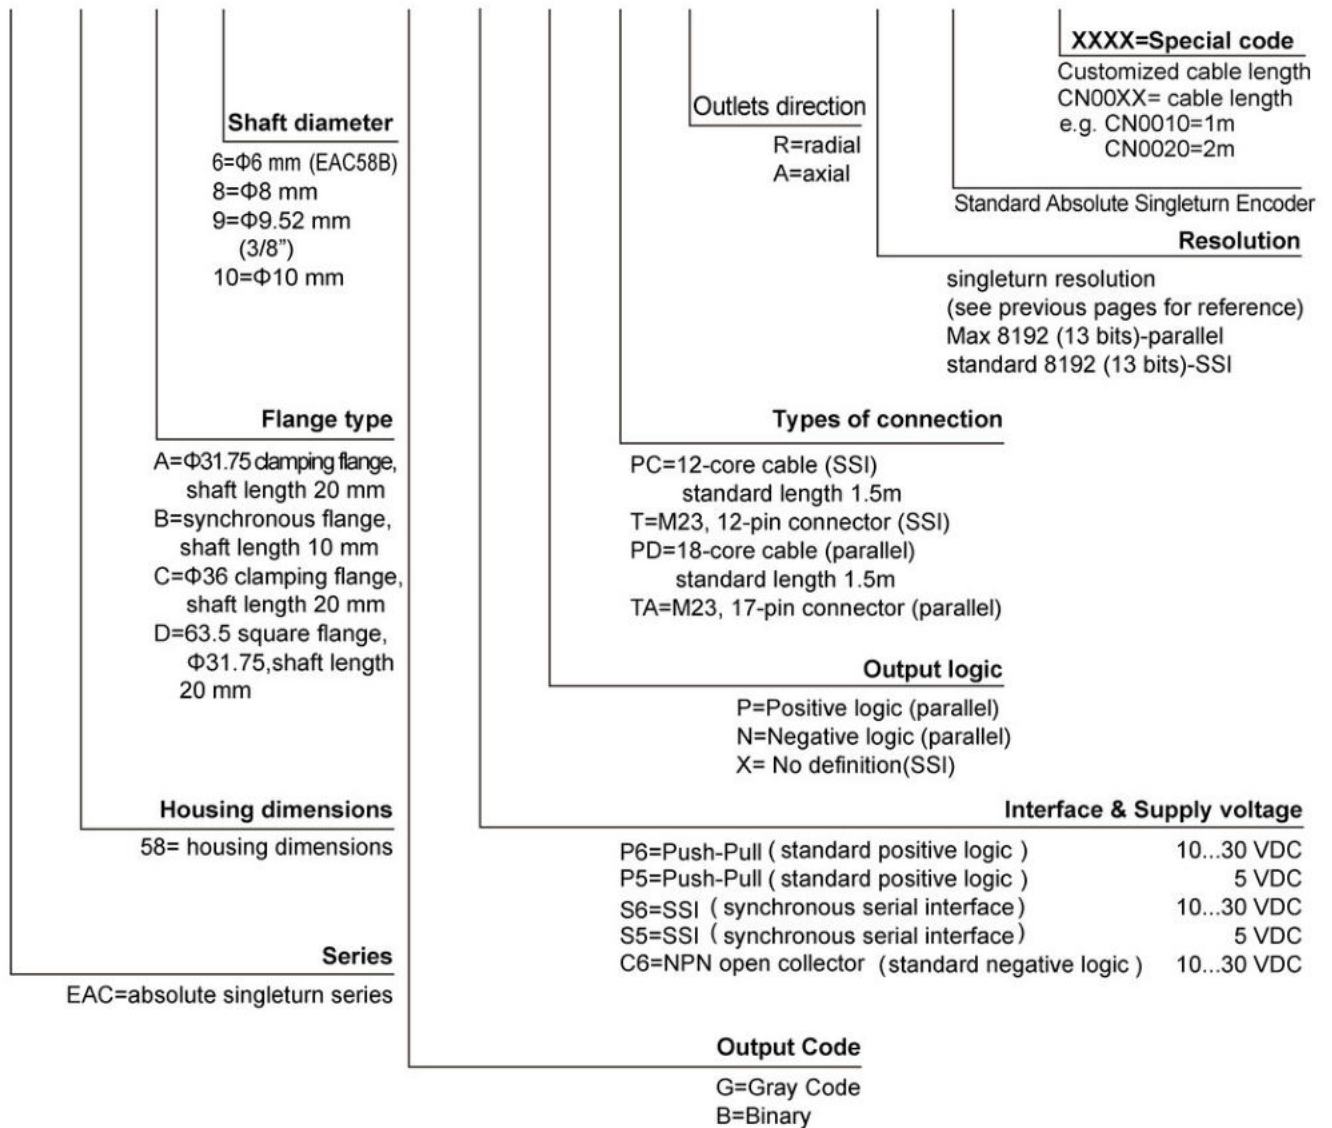 XXXX=Special code
Customized cable length
CN00XX= cable length
e.g. CN0010=1m
CN0020=2m
Outlets direction
R=radial
A=axial
Shaft diameter
6=Φ6 mm (EAC58B)
8=Φ8 mm
9=Φ9.52 mm
(3/8”)
10=Φ10 mm
Standard Absolute Singleturn Encoder
Resolution
singleturn resolution
(see previous pages for reference)
Max 8192 (13 bits)-parallel
standard 8192 (13 bits)-SSI
Flange type
A=Φ31.75 clamping flange,
shaft length 20 mm
B=synchronous flange,
shaft length 10 mm
C=Φ36 clamping flange,
shaft length 20 mm
D=63.5 square flange,
Φ31.75,shaft length
20 mm
Types of connection
PC=12-core cable (SSI)
standard length 1.5m
T=M23, 12-pin connector (SSI)
PD=18-core cable (parallel)
standard length 1.5m
TA=M23, 17-pin connector (parallel)
Output logic
P=Positive logic (parallel)
N=Negative logic (parallel)
X= No definition(SSI)
Housing dimensions
58= housing dimensions
Interface & Supply voltage
P6=Push-Pull ( standard positive logic ) 10...30 VDC
P5=Push-Pull ( standard positive logic ) 5 VDC
S6=SSI ( synchronous serial interface ) 10...30 VDC
S5=SSI ( synchronous serial interface ) 5 VDC
C6=NPN open collector (standard negative logic ) 10...30 VDC
Series
EAC=absolute singleturn series
Output Code
G=Gray Code
B=Binary